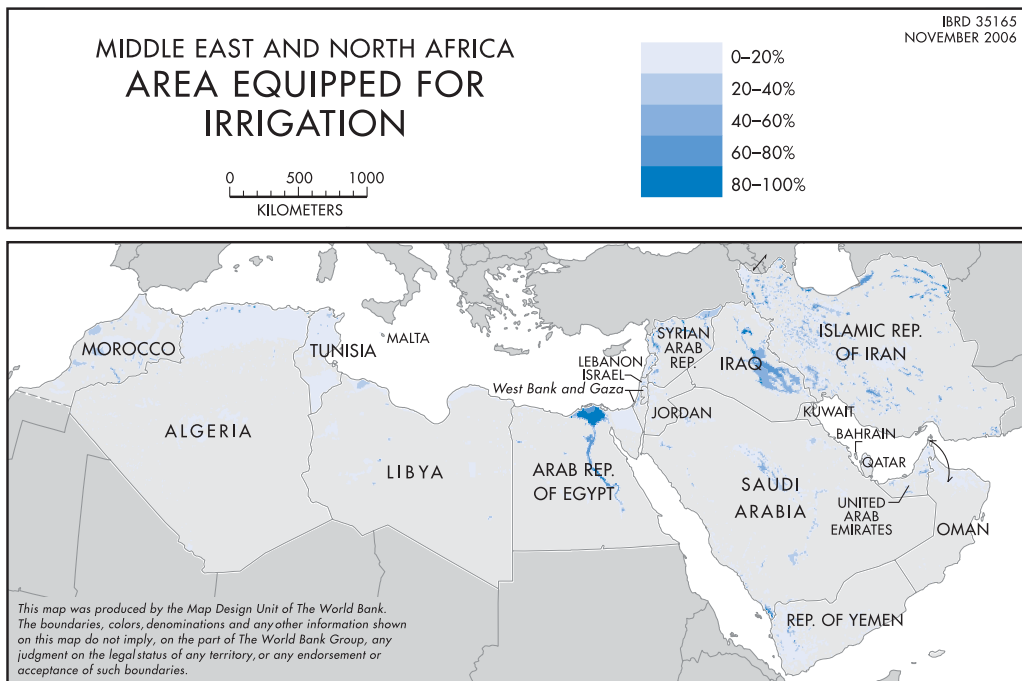 IBRD 35165
NOVEMBER 2006
MIDDLE EAST AND NORTH AFRICA
AREA EQUIPPED FOR
IRRIGATION
0 500 1000
KILOMETERS
0–20%
20–40%
40–60%
60–80%
80–100%
MOROCCO
TUNISIA
MALTA
ALGERIA
LIBYA
ARAB REP.
OF EGYPT
LEBANON
ISRAEL
West Bank and Gaza
SYRIAN
ARAB
REP.
IRAQ
JORDAN
ISLAMIC REP.
OF IRAN
KUWAIT
BAHRAIN
QATAR
SAUDI
ARABIA
UNITED
ARAB
EMIRATES
OMAN
REP. OF YEMEN
This map was produced by the Map Design Unit of The World Bank.
The boundaries, colors, denominations and any other information shown
on this map do not imply, on the part of The World Bank Group, any
judgment on the legal status of any territory, or any endorsement or
acceptance of such boundaries.